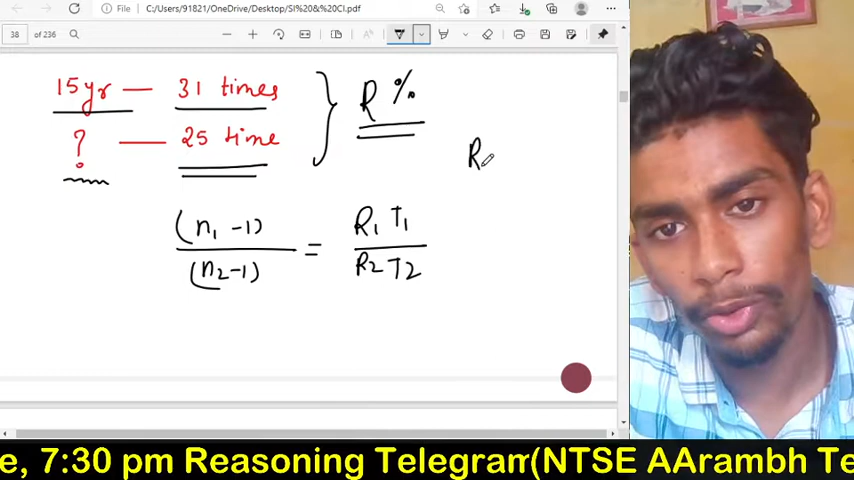 File C:/Users/91821/OneDrive/Desktop/SI%20&%20CI.pdf
38 of 236
15yr — 31 times
? — 25 time
R %
R
(n₁ -1) / (n₂-1) = R₁ T₁ / R₂ T₂
e, 7:30 pm Reasoning Telegram(NTSE AArambh Te